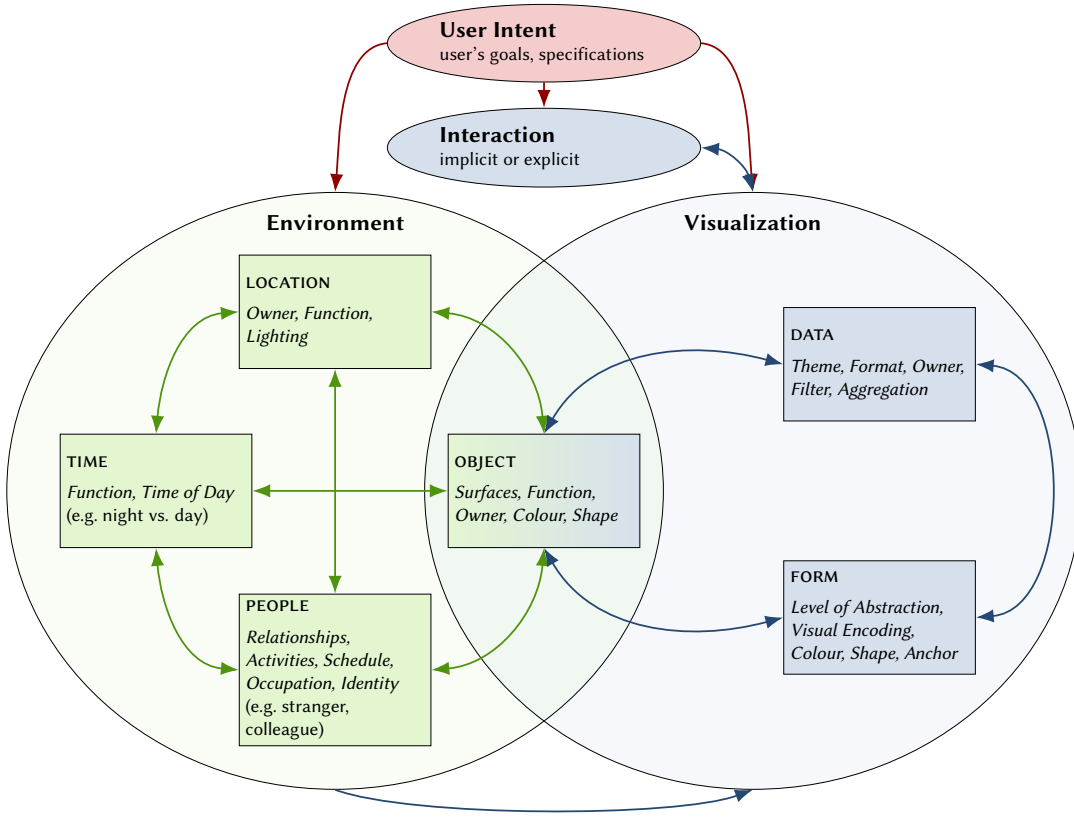 User Intent
user's goals, specifications
Interaction
implicit or explicit
Environment
Visualization
LOCATION
Owner, Function,
Lighting
DATA
Theme, Format, Owner,
Filter, Aggregation
TIME
Function, Time of Day
(e.g. night vs. day)
OBJECT
Surfaces, Function,
Owner, Colour, Shape
PEOPLE
Relationships,
Activities, Schedule,
Occupation, Identity
(e.g. stranger,
colleague)
FORM
Level of Abstraction,
Visual Encoding,
Colour, Shape, Anchor